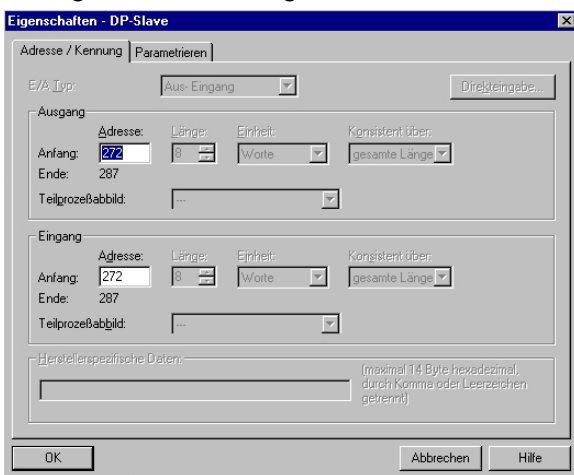 Eigenschaften - DP-Slave
Adresse / Kennung Parametrieren
E/A Typ: Aus- Eingang Direkteingabe...
Ausgang
Adresse: Länge: Einheit: Konsistent über:
Anfang: 272 8 Worte gesamte Länge
Ende: 287
Teilprozeßabbild: ---
Eingang
Adresse: Länge: Einheit: Konsistent über:
Anfang: 272 8 Worte gesamte Länge
Ende: 287
Teilprozeßabbild: ---
Herstellerspezifische Daten:
(maximal 14 Byte hexadezimal,
durch Komma oder Leerzeichen
getrennt)
OK Abbrechen Hilfe